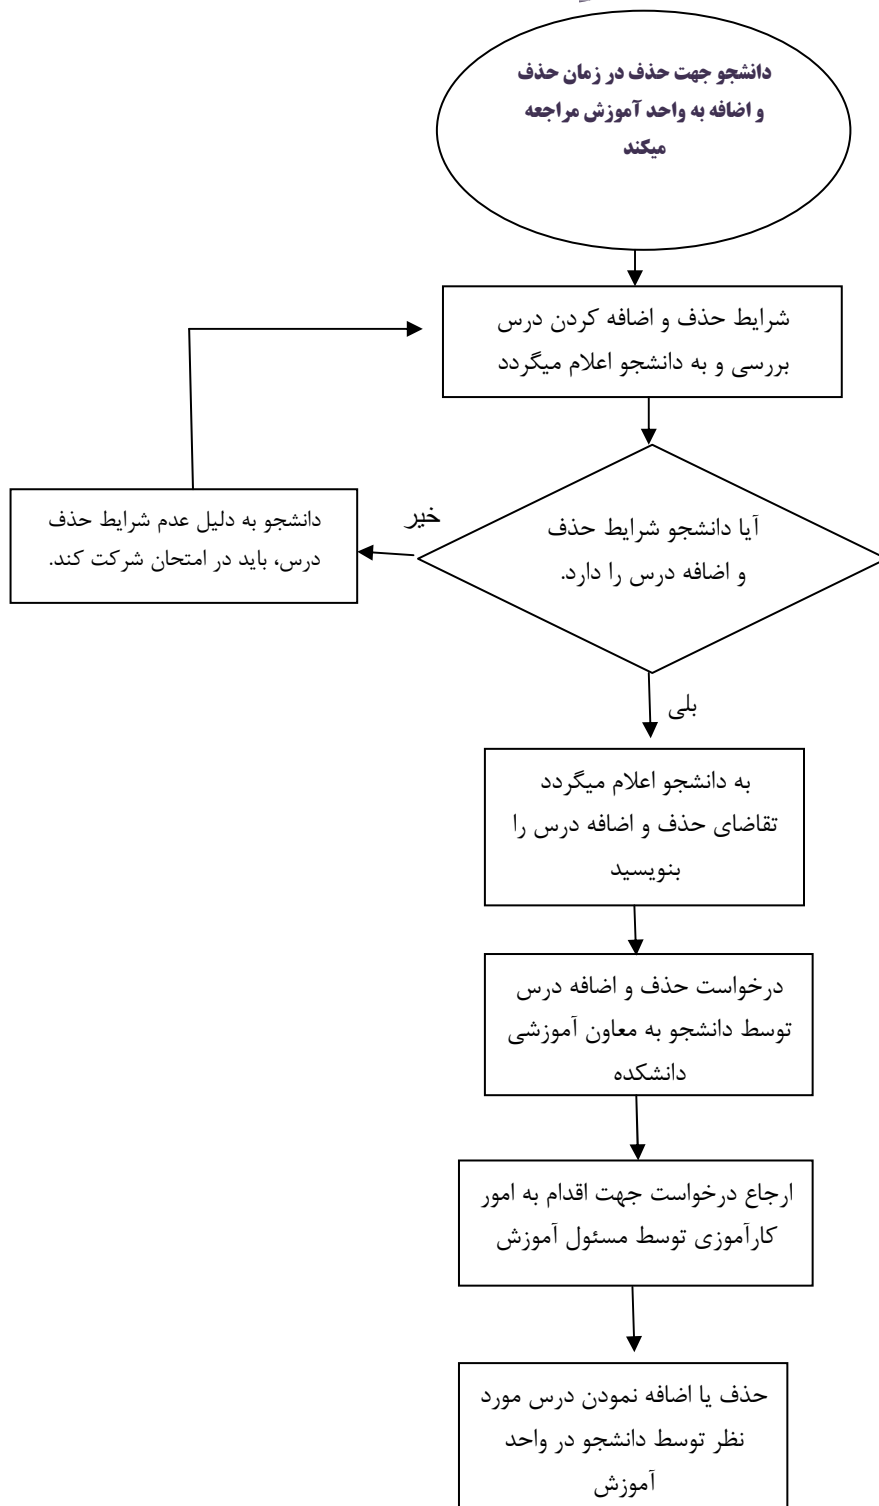 دانشجو جهت حذف در زمان حذف
و اضافه به واحد آموزش مراجعه
میکند
شرایط حذف و اضافه کردن درس
بررسی و به دانشجو اعلام میگردد
آیا دانشجو شرایط حذف
و اضافه درس را دارد.
خیر
دانشجو به دلیل عدم شرایط حذف
درس، باید در امتحان شرکت کند.
بلی
به دانشجو اعلام میگردد
تقاضای حذف و اضافه درس را
بنویسید
درخواست حذف و اضافه درس
توسط دانشجو به معاون آموزشی
دانشکده
ارجاع درخواست جهت اقدام به امور
کارآموزی توسط مسئول آموزش
حذف یا اضافه نمودن درس مورد
نظر توسط دانشجو در واحد
آموزش